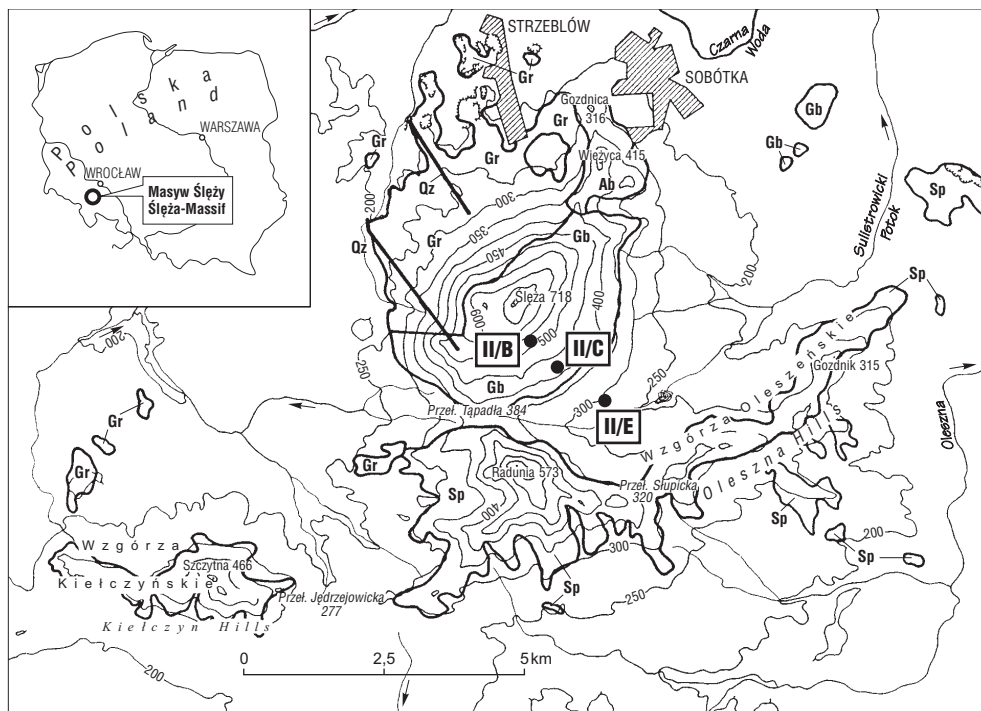 Polska
Poland
WARSZAWA
WROCŁAW
Masyw Ślęży
Ślęża-Massif
STRZEBLÓW
SOBÓTKA
Czarna
Woda
Gr
Gozdnica
316
Gr
Wieżyca 415
Ab
Gb
Gb
Sp
Sulistrowicki
Potok
Gr
Gr
Qz
200
300
350
450
Gr
Gb
Qz
200
Ślęża 718
400
600
500
200
Sp
II/B
II/C
Gb
250
Przeł. Tąpadła 384
300
II/E
Wzgórza Oleszeńskie
Gozdnik 315
Oleszna Hills
Oleszna
Gr
Gr
Gr
Radunia 573
Sp
Przeł. Słupicka
320
400
Sp
200
300
Sp
Sp
250
Wzgórza
Szczytna 466
Kiełczyńskie
Przeł. Jędrzejowicka
277
Kiełczyn Hills
200
0 2,5 5km